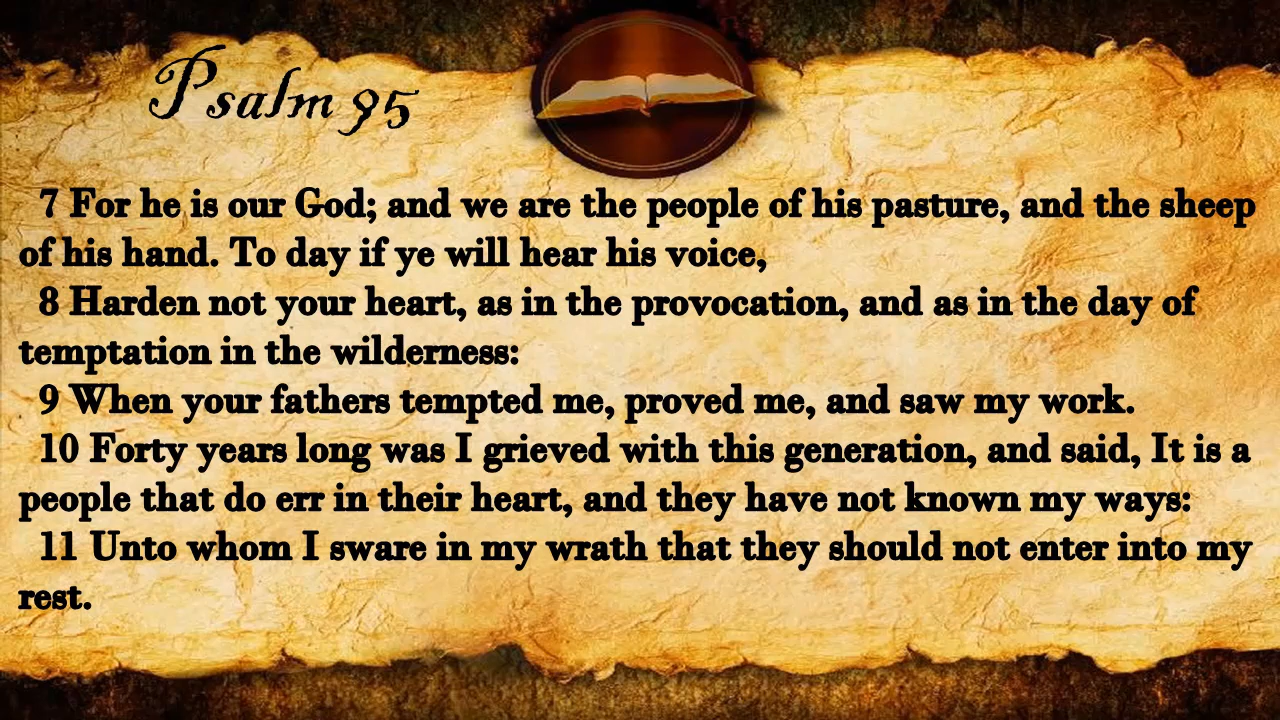 Psalm 95
7 For he is our God; and we are the people of his pasture, and the sheep
of his hand. To day if ye will hear his voice,
8 Harden not your heart, as in the provocation, and as in the day of
temptation in the wilderness:
9 When your fathers tempted me, proved me, and saw my work.
10 Forty years long was I grieved with this generation, and said, It is a
people that do err in their heart, and they have not known my ways:
11 Unto whom I sware in my wrath that they should not enter into my
rest.